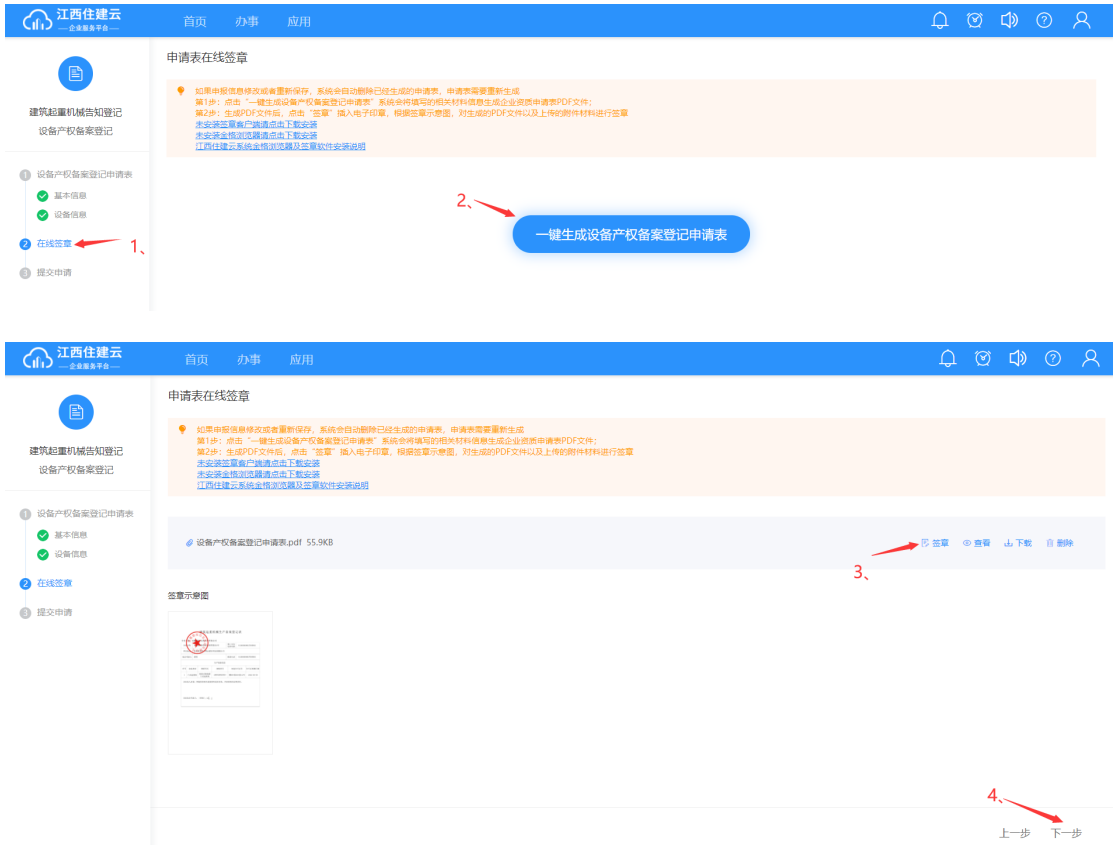 江西住建云
企业服务平台
首页 办事 应用
建筑起重机械告知登记
设备产权备案登记
1 设备产权备案登记申请表
基本信息
设备信息
2 在线签章
1、
3 提交申请
申请表在线签章
如果申报信息修改或者重新保存，系统会自动删除已经生成的申请表，申请表需要重新生成
第1步：点击“一键生成设备产权备案登记申请表”系统会将填写的相关材料信息生成企业资质申请表PDF文件；
第2步：生成PDF文件后，点击“签章”插入电子印章，根据签章示意图，对生成的PDF文件以及上传的附件材料进行签章
未安装签章客户端请点击下载安装
未安装金格浏览器请点击下载安装
江西住建云系统金格浏览器及签章软件安装说明
2、
一键生成设备产权备案登记申请表
江西住建云
企业服务平台
首页 办事 应用
建筑起重机械告知登记
设备产权备案登记
1 设备产权备案登记申请表
基本信息
设备信息
2 在线签章
3 提交申请
申请表在线签章
如果申报信息修改或者重新保存，系统会自动删除已经生成的申请表，申请表需要重新生成
第1步：点击“一键生成设备产权备案登记申请表”系统会将填写的相关材料信息生成企业资质申请表PDF文件；
第2步：生成PDF文件后，点击“签章”插入电子印章，根据签章示意图，对生成的PDF文件以及上传的附件材料进行签章
未安装签章客户端请点击下载安装
未安装金格浏览器请点击下载安装
江西住建云系统金格浏览器及签章软件安装说明
设备产权备案登记申请表.pdf 55.9KB
签章 查看 下载 删除
3、
签章示意图
4、
上一步 下一步